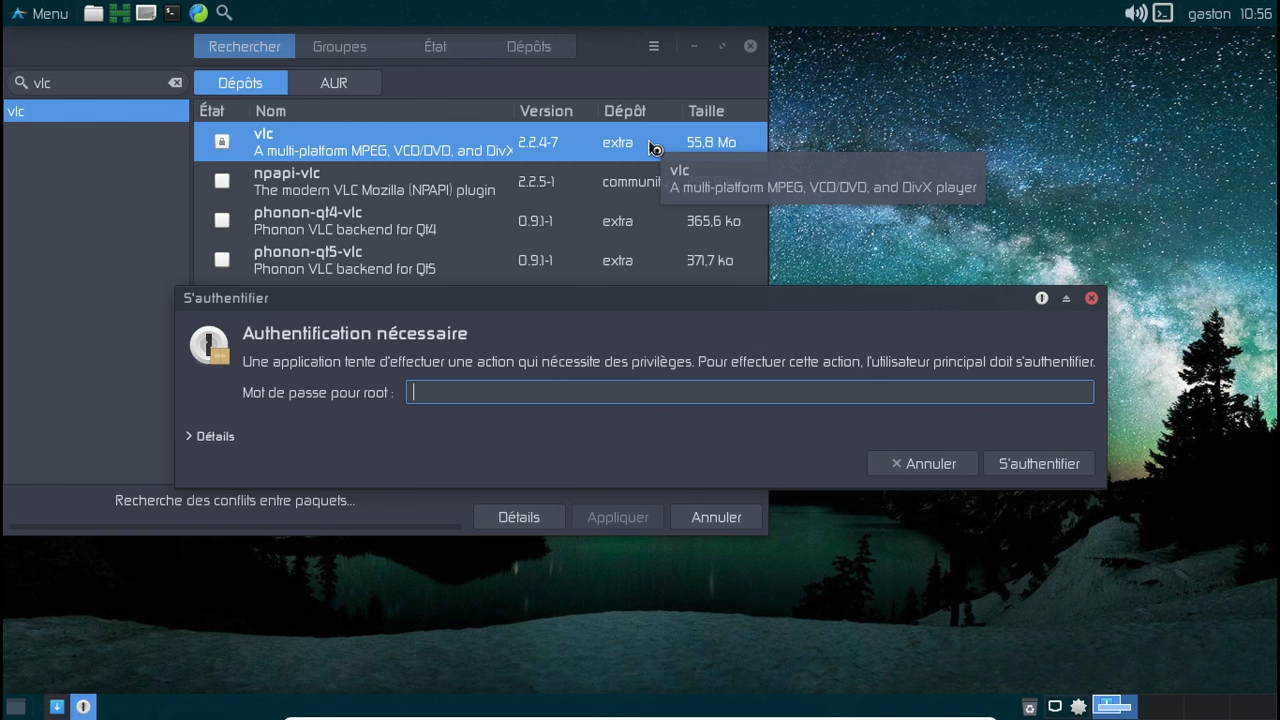 Menu
gaston 10:56
Rechercher Groupes État Dépôts
vlc
Dépôts AUR
vlc
État Nom Version Dépôt Taille
vlc
A multi-platform MPEG, VCD/DVD, and DivX
2.2.4-7 extra 55,8 Mo
vlc
A multi-platform MPEG, VCD/DVD, and DivX player
npapi-vlc
The modern VLC Mozilla (NPAPI) plugin
2.2.5-1
phonon-qt4-vlc
Phonon VLC backend for Qt4
0.9.1-1 extra 365,6 ko
phonon-qt5-vlc
Phonon VLC backend for Qt5
0.9.1-1 extra 371,7 ko
S'authentifier
Authentification nécessaire
Une application tente d'effectuer une action qui nécessite des privilèges. Pour effectuer cette action, l'utilisateur principal doit s'authentifier.
Mot de passe pour root :
Détails
Annuler S'authentifier
Recherche des conflits entre paquets...
Détails Appliquer Annuler